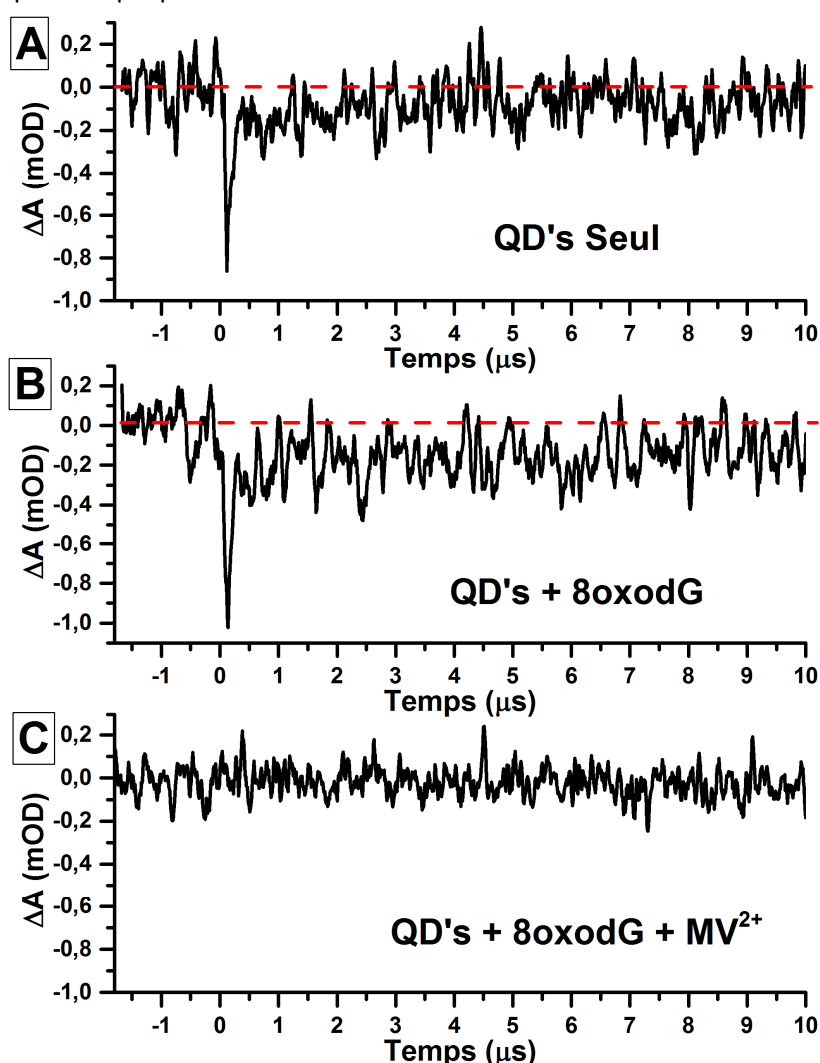 A
0,2
0,0
-0,2
-0,4
-0,6
-0,8
-1,0
ΔA (mOD)
QD's Seul
-1 0 1 2 3 4 5 6 7 8 9 10
Temps (μs)
B
0,2
0,0
-0,2
-0,4
-0,6
-0,8
-1,0
ΔA (mOD)
QD's + 8oxodG
-1 0 1 2 3 4 5 6 7 8 9 10
Temps (μs)
C
0,2
0,0
-0,2
-0,4
-0,6
-0,8
-1,0
ΔA (mOD)
QD's + 8oxodG + MV²⁺
-1 0 1 2 3 4 5 6 7 8 9 10
Temps (μs)